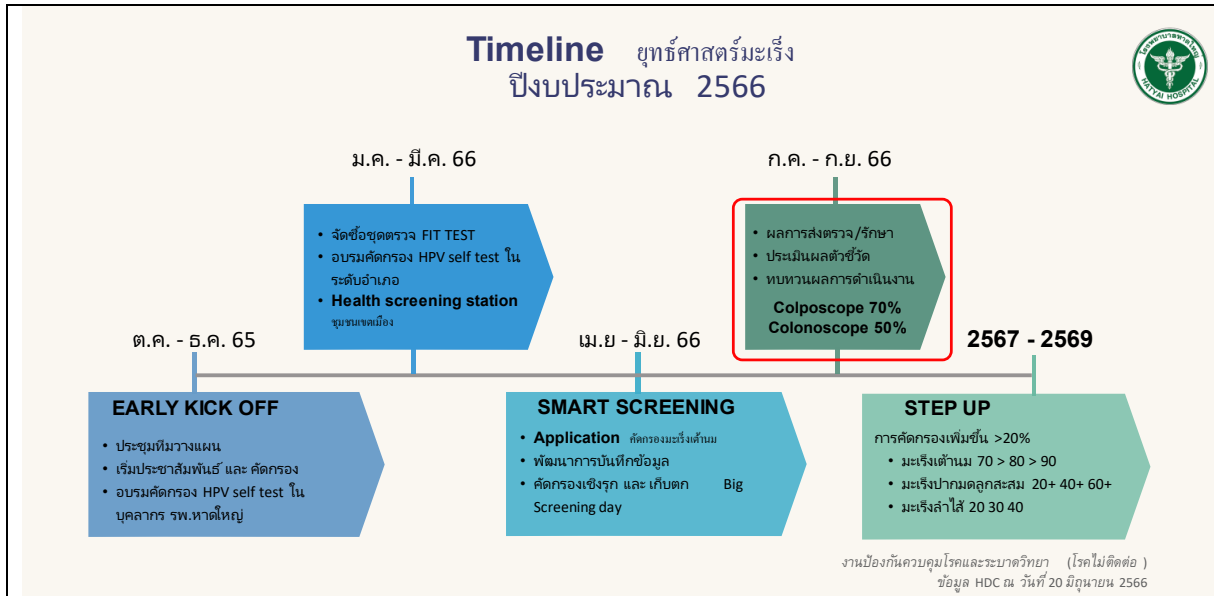 Timeline ยุทธ์ศาสตร์มะเร็ง
ปีงบประมาณ 2566
โรงพยาบาลหาดใหญ่
HATYAI HOSPITAL
ม.ค. - มี.ค. 66
• จัดซื้อชุดตรวจ FIT TEST
• อบรมคัดกรอง HPV self test ใน
ระดับอำเภอ
• Health screening station
ชุมชนเขตเมือง
ก.ค. - ก.ย. 66
• ผลการส่งตรวจ/รักษา
• ประเมินผลตัวชี้วัด
• ทบทวนผลการดำเนินงาน
Colposcope 70%
Colonoscope 50%
ต.ค. - ธ.ค. 65
EARLY KICK OFF
• ประชุมทีมวางแผน
• เริ่มประชาสัมพันธ์ และ คัดกรอง
• อบรมคัดกรอง HPV self test ใน
บุคลากร รพ.หาดใหญ่
เม.ย - มิ.ย. 66
SMART SCREENING
• Application คัดกรองมะเร็งเต้านม
• พัฒนาการบันทึกข้อมูล
• คัดกรองเชิงรุก และ เก็บตก Big
Screening day
2567 - 2569
STEP UP
การคัดกรองเพิ่มขึ้น >20%
• มะเร็งเต้านม 70 > 80 > 90
• มะเร็งปากมดลูกสะสม 20+ 40+ 60+
• มะเร็งลำไส้ 20 30 40
งานป้องกันควบคุมโรคและระบาดวิทยา (โรคไม่ติดต่อ )
ข้อมูล HDC ณ วันที่ 20 มิถุนายน 2566